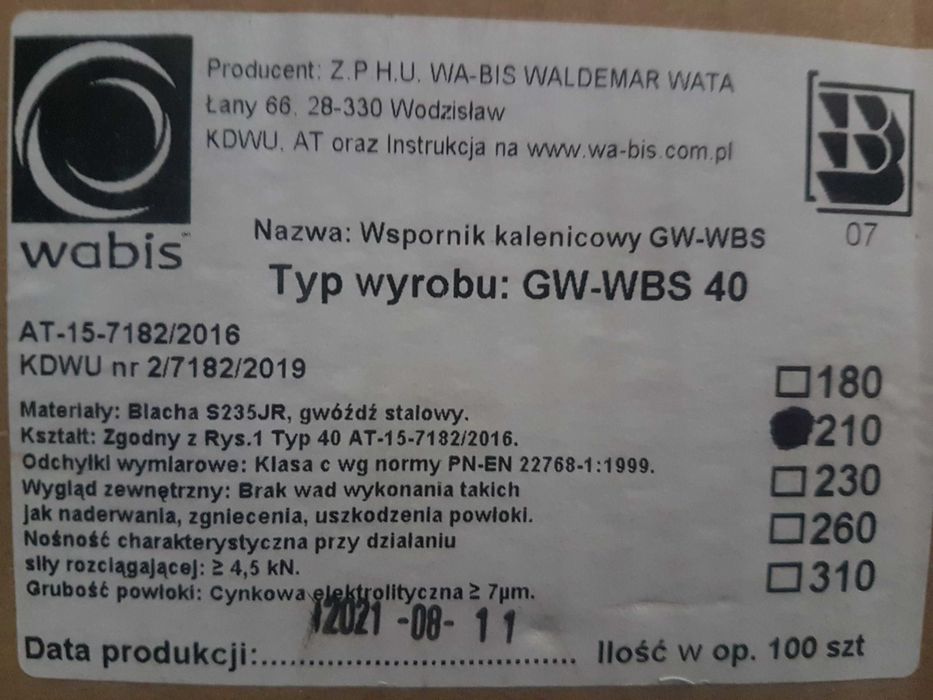 Producent: Z.P H.U. WA-BIS WALDEMAR WATA
Łany 66, 28-330 Wodzisław
KDWU, AT oraz Instrukcja na www.wa-bis.com.pl
wabis
07
Nazwa: Wspornik kalenicowy GW-WBS
Typ wyrobu: GW-WBS 40
AT-15-7182/2016
KDWU nr 2/7182/2019
Materiały: Blacha S235JR, gwóźdź stalowy.
Kształt: Zgodny z Rys.1 Typ 40 AT-15-7182/2016.
Odchyłki wymiarowe: Klasa c wg normy PN-EN 22768-1:1999.
Wygląd zewnętrzny: Brak wad wykonania takich
jak naderwania, zgniecenia, uszkodzenia powłoki.
Nośność charakterystyczna przy działaniu
siły rozciągającej: ≥ 4,5 kN.
Grubość powłoki: Cynkowa elektrolityczna ≥ 7µm.
180
210
230
260
310
2021-08-11
Data produkcji:.................................
Ilość w op. 100 szt